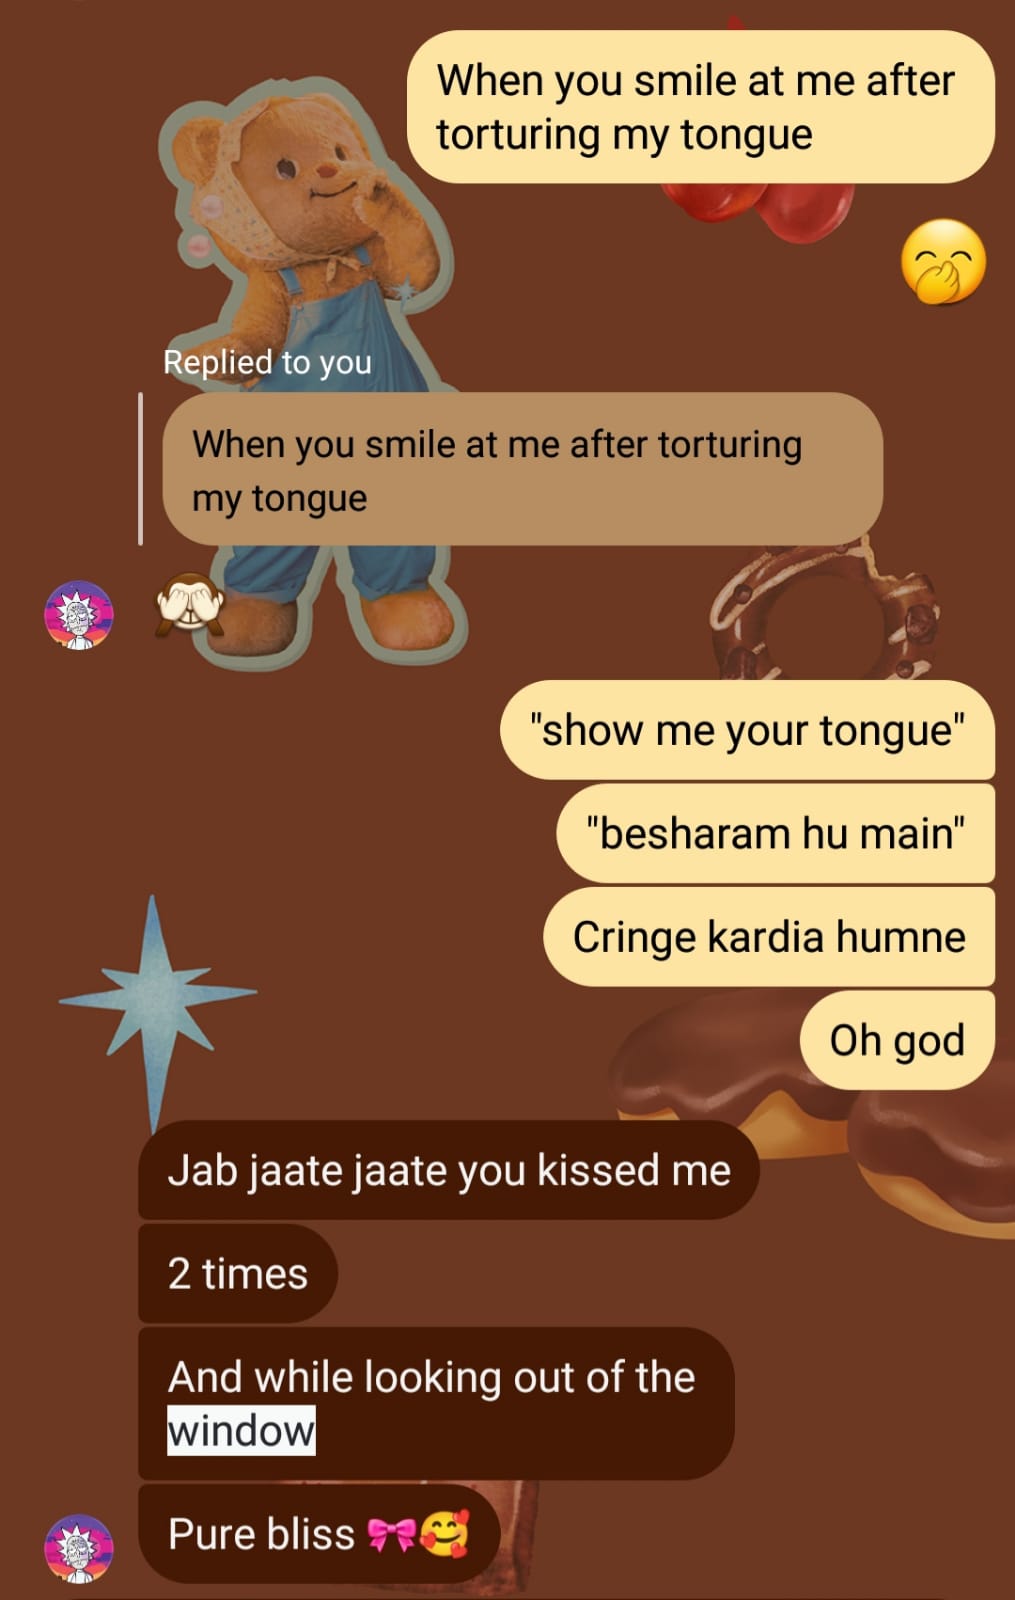 When you smile at me after
torturing my tongue
🤭
Replied to you
When you smile at me after torturing
my tongue
🙈
"show me your tongue"
"besharam hu main"
Cringe kardia humne
Oh god
Jab jaate jaate you kissed me
2 times
And while looking out of the
window
Pure bliss 🎀🥰